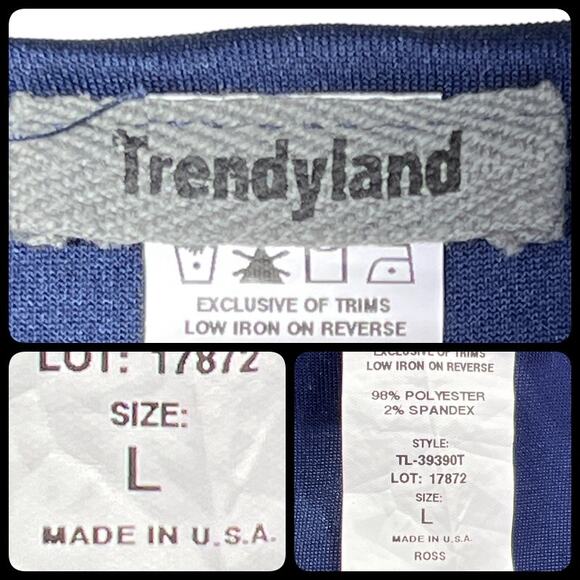 Trendyland
EXCLUSIVE OF TRIMS
LOW IRON ON REVERSE
LOT: 17872
SIZE:
L
MADE IN U.S.A.
EXCLUSIVE OF TRIMS
LOW IRON ON REVERSE
98% POLYESTER
2% SPANDEX
STYLE:
TL-39390T
LOT: 17872
SIZE:
L
MADE IN U.S.A.
ROSS